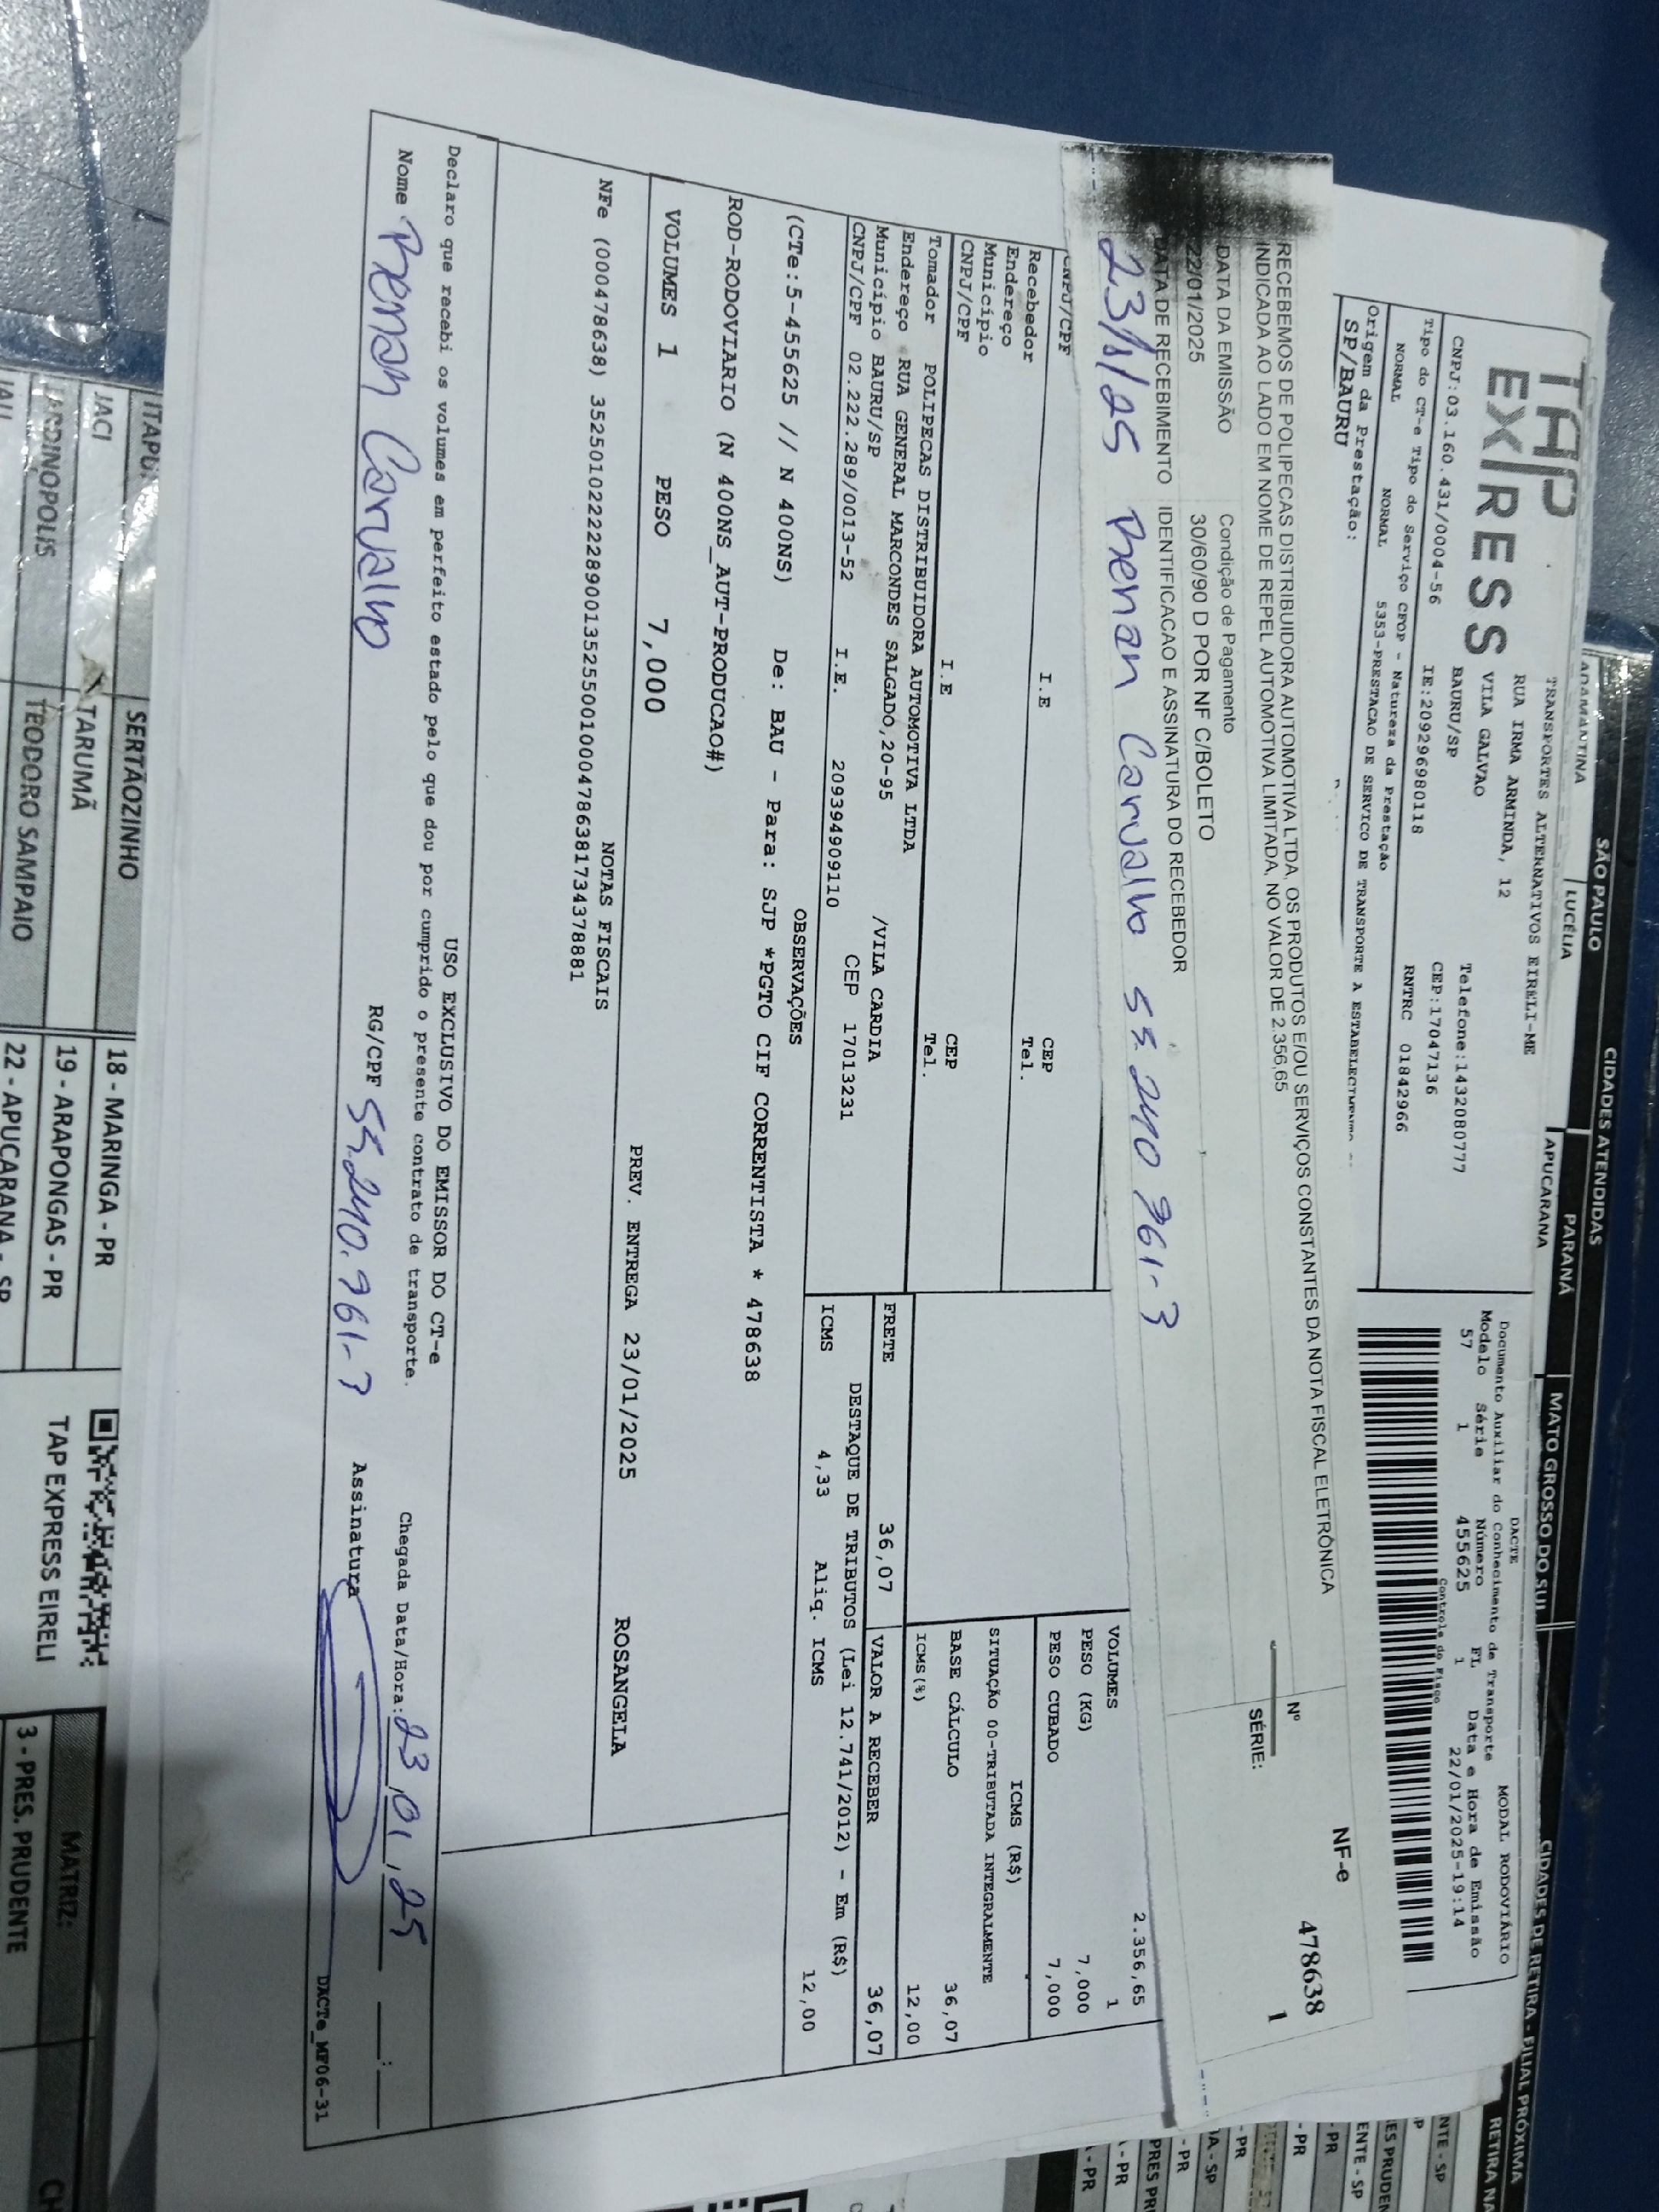 SÃO PAULO
CIDADES ATENDIDAS
PARANÁ
MATO GROSSO DO SUL
CIDADES DE RETIRA - FILIAL PRÓXIMA
ADAMANTINA
LUCÉLIA
APUCARANA
TAP
EXPRESS
TRANSPORTES ALTERNATIVOS EIRELI-ME
RUA IRMA ARMINDA, 12
VILA GALVAO
BAURU/SP
Telefone:1432080777
CEP:17047136
CNPJ:03.160.431/0004-56
IE:209296980118
RNTRC 01842966
DACTE
MODAL RODOVIÁRIO
Documento Auxiliar do Conhecimento de Transporte
Modelo Série Número FL Data e Hora de Emissão
57 1 455625 1 22/01/2025-19:14
Controle do Fisco
Tipo do CT-e Tipo do Serviço CFOP - Natureza da Prestação
NORMAL NORMAL 5353-PRESTACAO DE SERVICO DE TRANSPORTE A
Origem da Prestação:
SP/BAURU
RECEBEMOS DE POLIPECAS DISTRIBUIDORA AUTOMOTIVA LTDA, OS PRODUTOS E/OU SERVIÇOS CONSTANTES DA NOTA FISCAL ELETRÔNICA
INDICADA AO LADO EM NOME DE REPEL AUTOMOTIVA LIMITADA, NO VALOR DE 2.356,65
NF-e
Nº 478638
SÉRIE: 1
DATA DA EMISSÃO Condição de Pagamento
22/01/2025 30/60/90 D POR NF C/BOLETO
DATA DE RECEBIMENTO IDENTIFICACAO E ASSINATURA DO RECEBEDOR
23/1/25 Renan Carvalho 55.240 761-3
CNPJ/CPF
2.356,65
Recebedor I.E CEP
Endereço Tel.
Município
CNPJ/CPF I.E CEP
Tel.
VOLUMES 1
PESO (KG) 7,000
PESO CUBADO 7,000
ICMS (R$)
SITUAÇÃO 00-TRIBUTADA INTEGRALMENTE
BASE CÁLCULO 36,07
ICMS(%) 12,00
Tomador POLIPECAS DISTRIBUIDORA AUTOMOTIVA LTDA
Endereço RUA GENERAL MARCONDES SALGADO,20-95 /VILA CARDIA
Município BAURU/SP CEP 17013231
CNPJ/CPF 02.222.289/0013-52 I.E. 209394909110
FRETE 36,07 VALOR A RECEBER 36,07
DESTAQUE DE TRIBUTOS (Lei 12.741/2012) - Em (R$)
ICMS 4,33 Aliq. ICMS 12,00
OBSERVAÇÕES
(CTe:5-455625 // N 400NS) De: BAU - Para: SJP *PGTO CIF CORRENTISTA * 478638
ROD-RODOVIARIO (N 400NS_AUT-PRODUCAO#)
VOLUMES 1 PESO 7,000 PREV. ENTREGA 23/01/2025 ROSANGELA
NOTAS FISCAIS
NFe (000478638) 35250102222289001352550010004786381734378881
USO EXCLUSIVO DO EMISSOR DO CT-e
Declaro que recebi os volumes em perfeito estado pelo que dou por cumprido o presente contrato de transporte.
Chegada Data/Hora: 23/01/25 :
Nome Renan Carvalho RG/CPF 55.240.761-3 Assinatura
DACTe_MF06-31
SERTÃOZINHO
TARUMÃ
TEODORO SAMPAIO
18 - MARINGA - PR
19 - ARAPONGAS - PR
22 - APUCARANA - SP
TAP EXPRESS EIRELI
MATRIZ:
3 - PRES. PRUDENTE